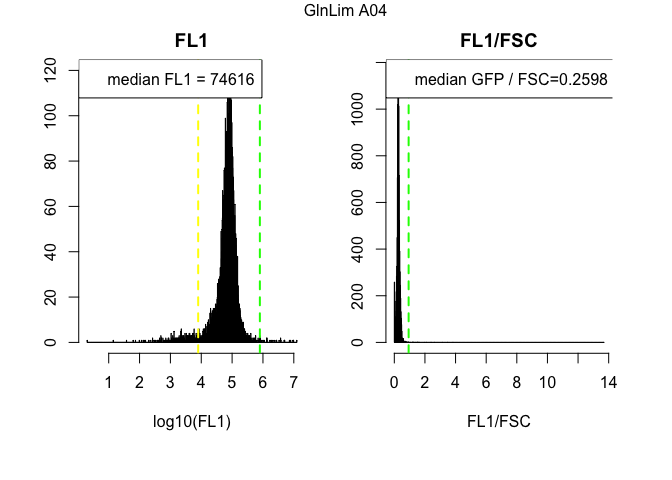 GlnLim A04
FL1
median FL1 = 74616
0
20
40
60
80
100
120
1 2 3 4 5 6 7
log10(FL1)
FL1/FSC
median GFP / FSC=0.2598
0
200
400
600
800
1000
0 2 4 6 8 10 14
FL1/FSC